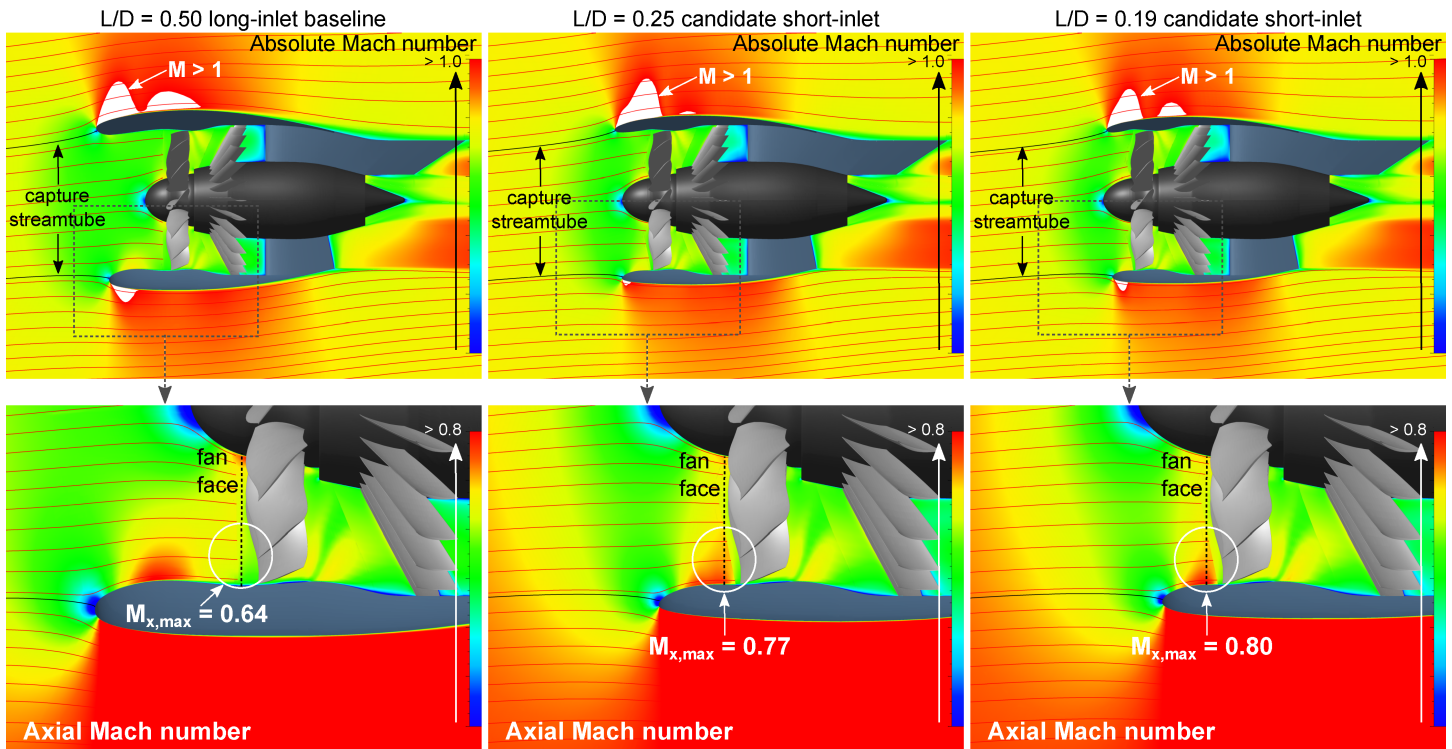 L/D = 0.50 long-inlet baseline
L/D = 0.25 candidate short-inlet
L/D = 0.19 candidate short-inlet
Absolute Mach number
> 1.0
M > 1
capture
streamtube
Absolute Mach number
> 1.0
M > 1
capture
streamtube
Absolute Mach number
> 1.0
M > 1
capture
streamtube
> 0.8
fan
face
Mx,max = 0.64
Axial Mach number
> 0.8
fan
face
Mx,max = 0.77
Axial Mach number
> 0.8
fan
face
Mx,max = 0.80
Axial Mach number